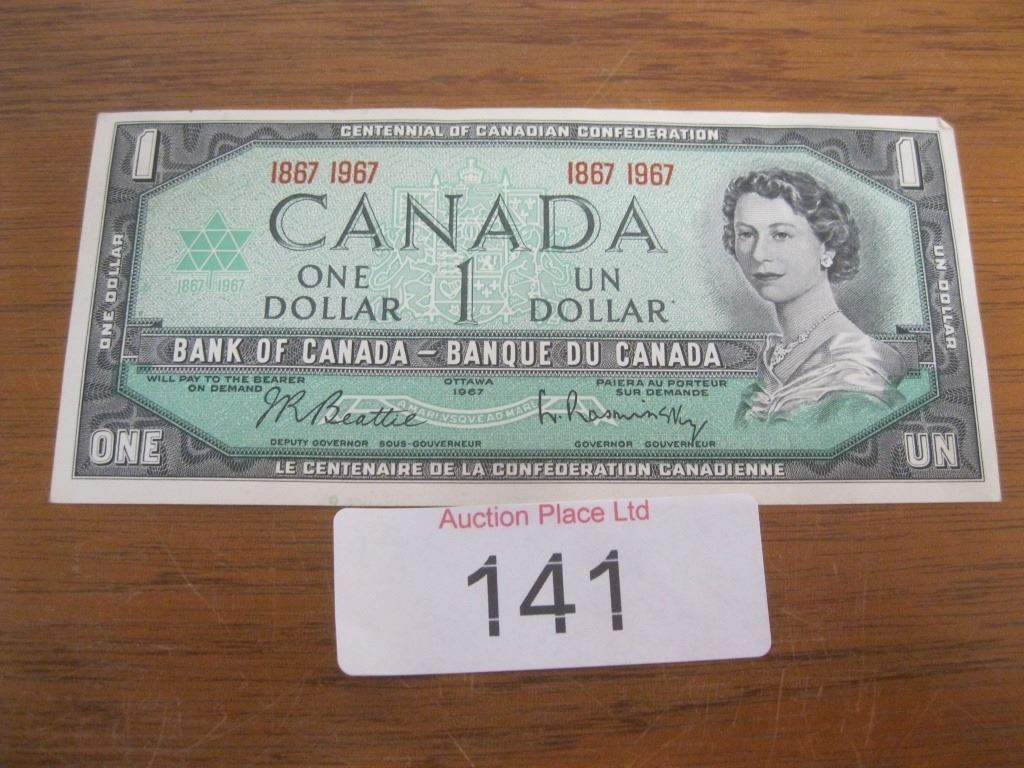 CENTENNIAL OF CANADIAN CONFEDERATION
1 1
1867 1967 1867 1967
CANADA
ONE DOLLAR 1 UN DOLLAR
1867 1967
ONE DOLLAR
UN DOLLAR
BANK OF CANADA – BANQUE DU CANADA
WILL PAY TO THE BEARER ON DEMAND
OTTAWA
1967
PAIERA AU PORTEUR SUR DEMANDE
JR Beattie
L. Rasminsky
DEPUTY GOVERNOR SOUS-GOUVERNEUR
GOVERNOR GOUVERNEUR
ONE UN
LE CENTENAIRE DE LA CONFÉDÉRATION CANADIENNE
Auction Place Ltd
141